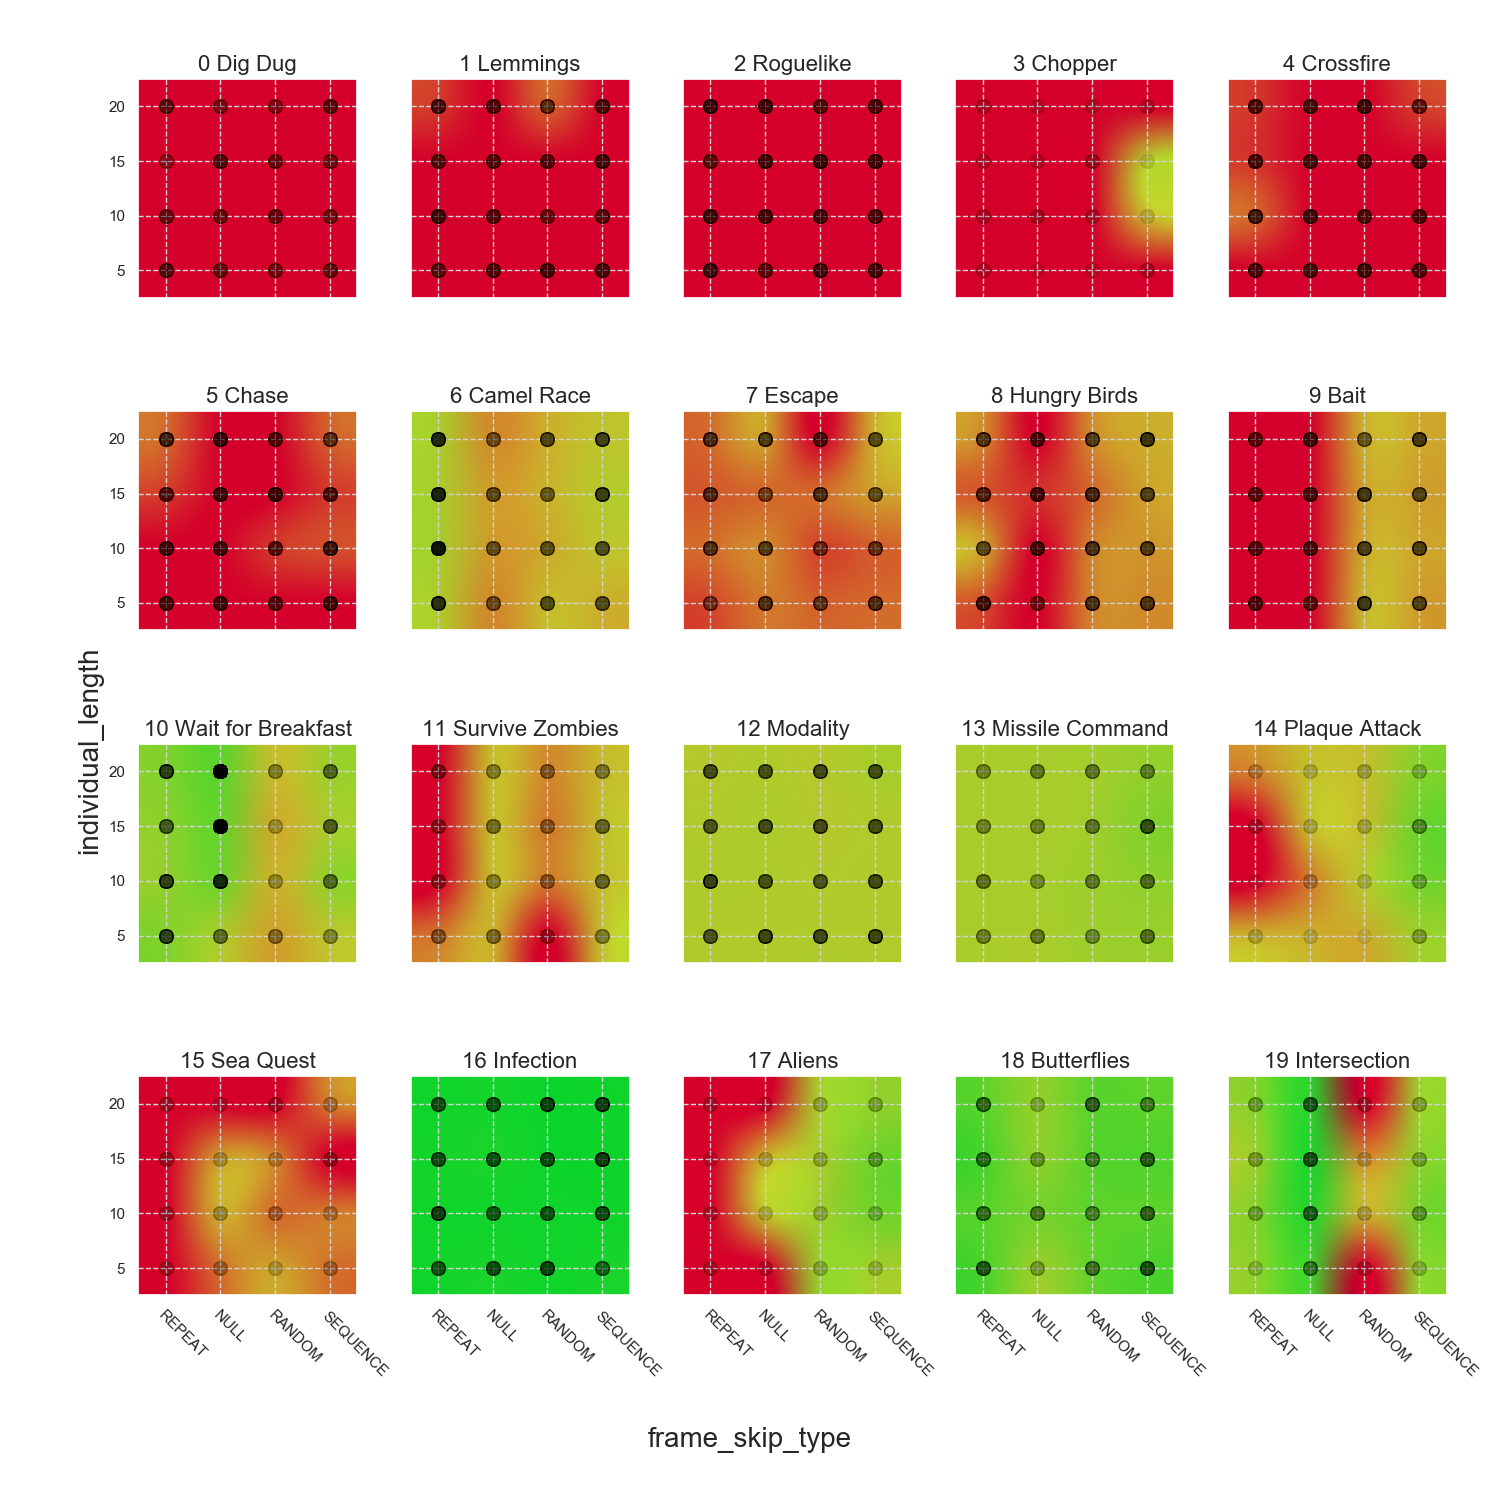 0 Dig Dug
1 Lemmings
2 Roguelike
3 Chopper
4 Crossfire
20
15
10
5
5 Chase
6 Camel Race
7 Escape
8 Hungry Birds
9 Bait
20
15
10
5
individual_length
10 Wait for Breakfast
11 Survive Zombies
12 Modality
13 Missile Command
14 Plaque Attack
20
15
10
5
15 Sea Quest
16 Infection
17 Aliens
18 Butterflies
19 Intersection
20
15
10
5
REPEAT
NULL
RANDOM
SEQUENCE
REPEAT
NULL
RANDOM
SEQUENCE
REPEAT
NULL
RANDOM
SEQUENCE
REPEAT
NULL
RANDOM
SEQUENCE
REPEAT
NULL
RANDOM
SEQUENCE
frame_skip_type